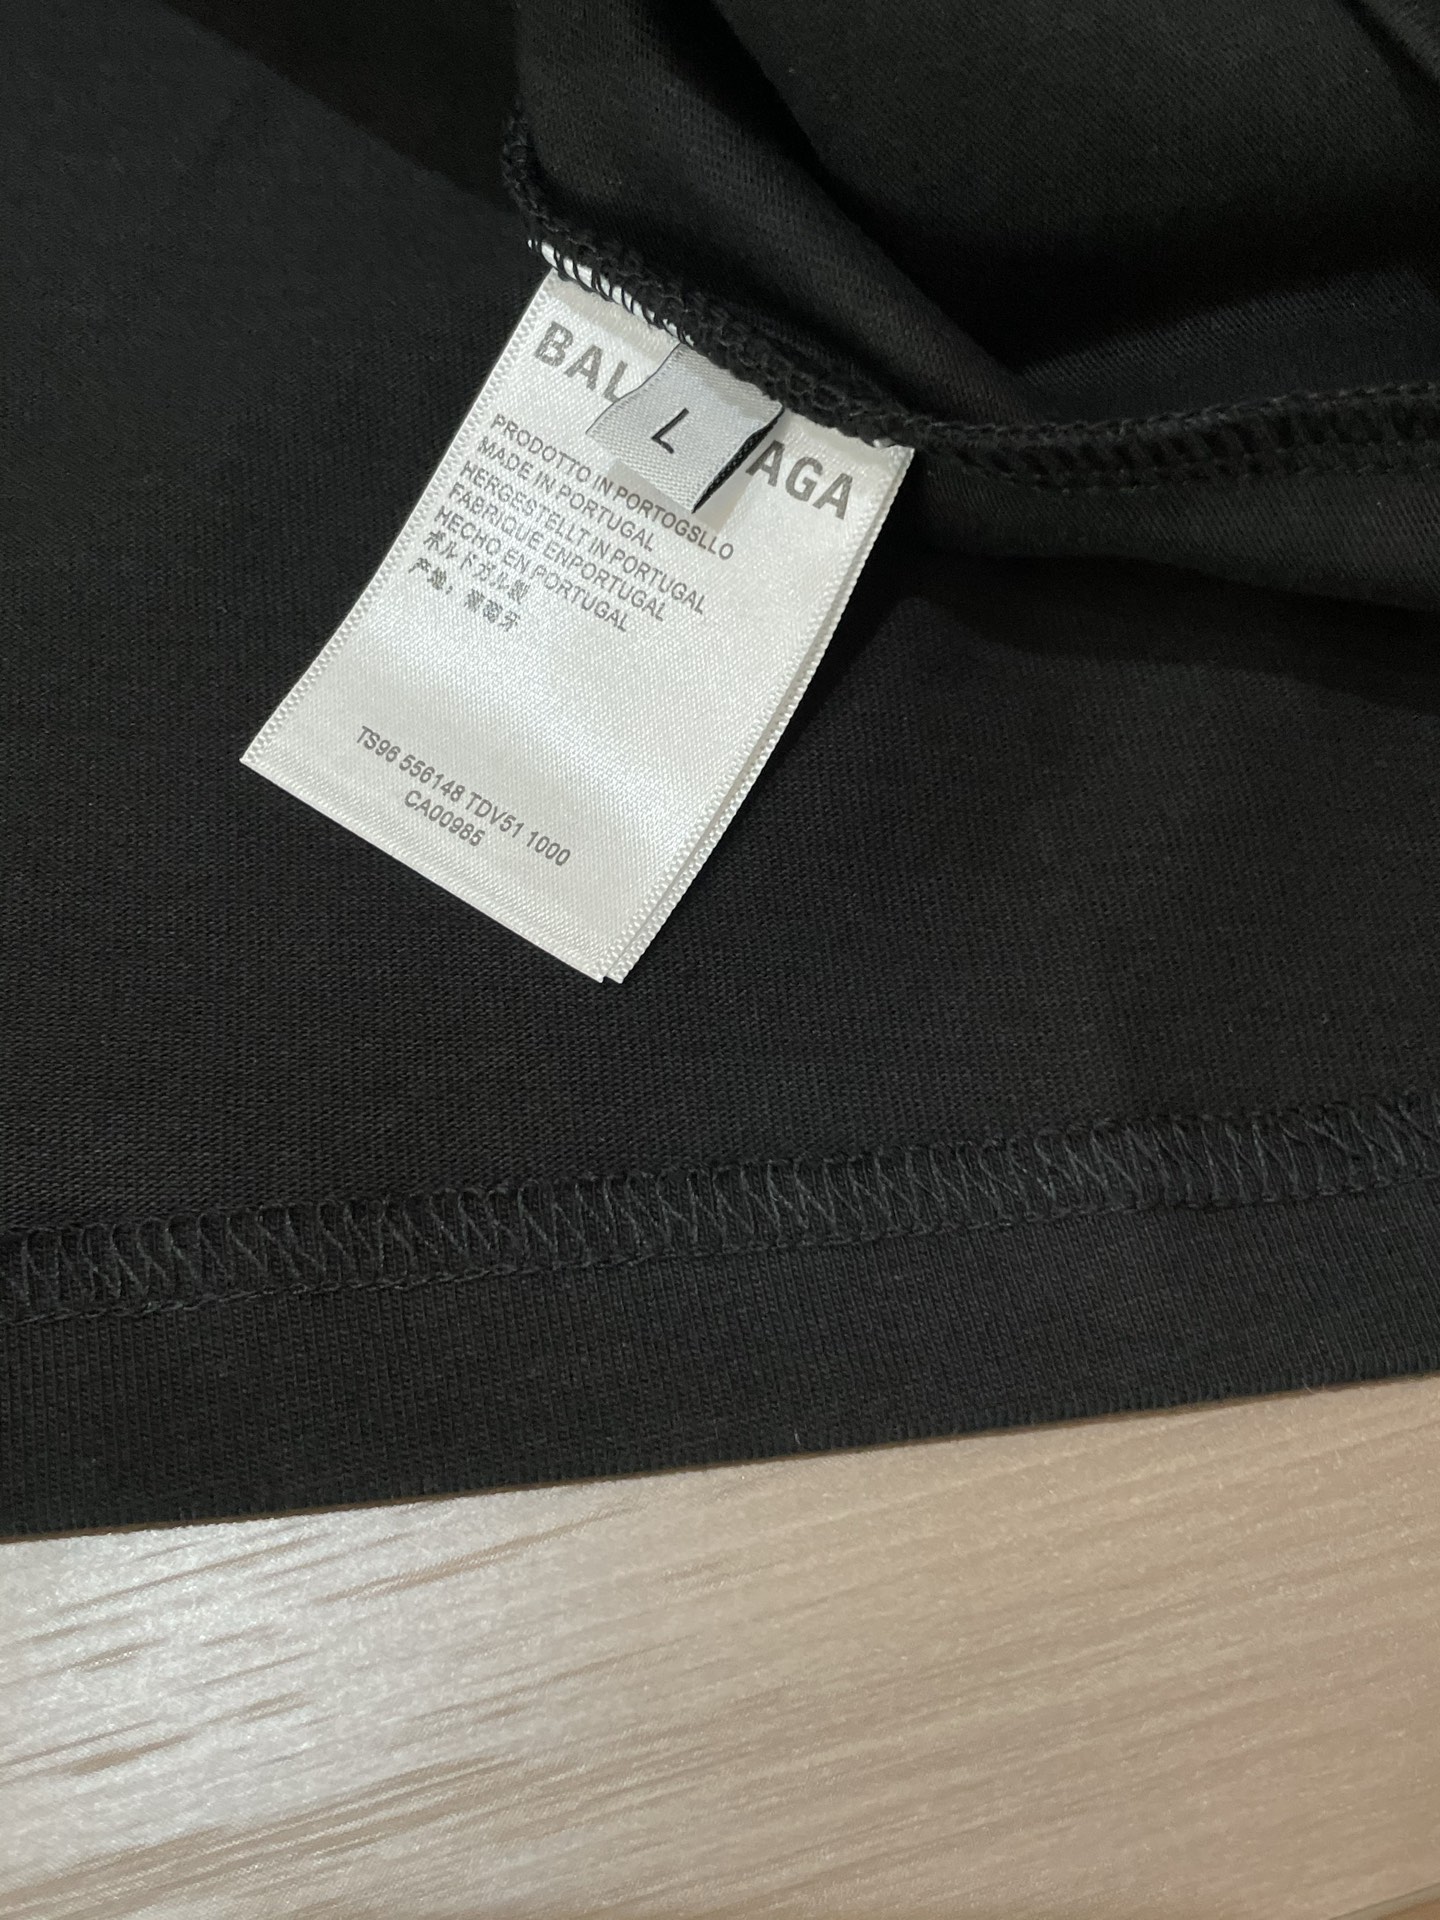 BAL AGA
L
PRODOTTO IN PORTOGSLLO
MADE IN PORTUGAL
HERGESTELLT IN PORTUGAL
FABRIQUE ENPORTUGAL
HECHO EN PORTUGAL
ポルトガル製
产地：葡萄牙
TS96 556148 TDV51 1000
CA00985